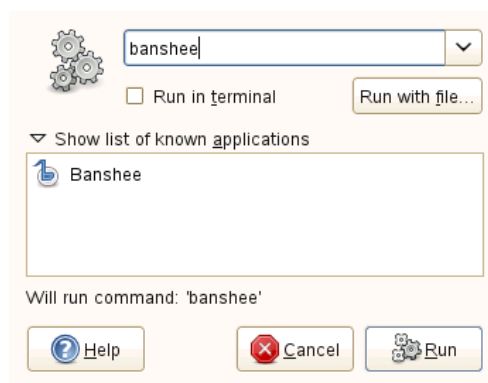 banshee
Run in terminal
Run with file...
Show list of known applications
Banshee
Will run command: 'banshee'
Help
Cancel
Run